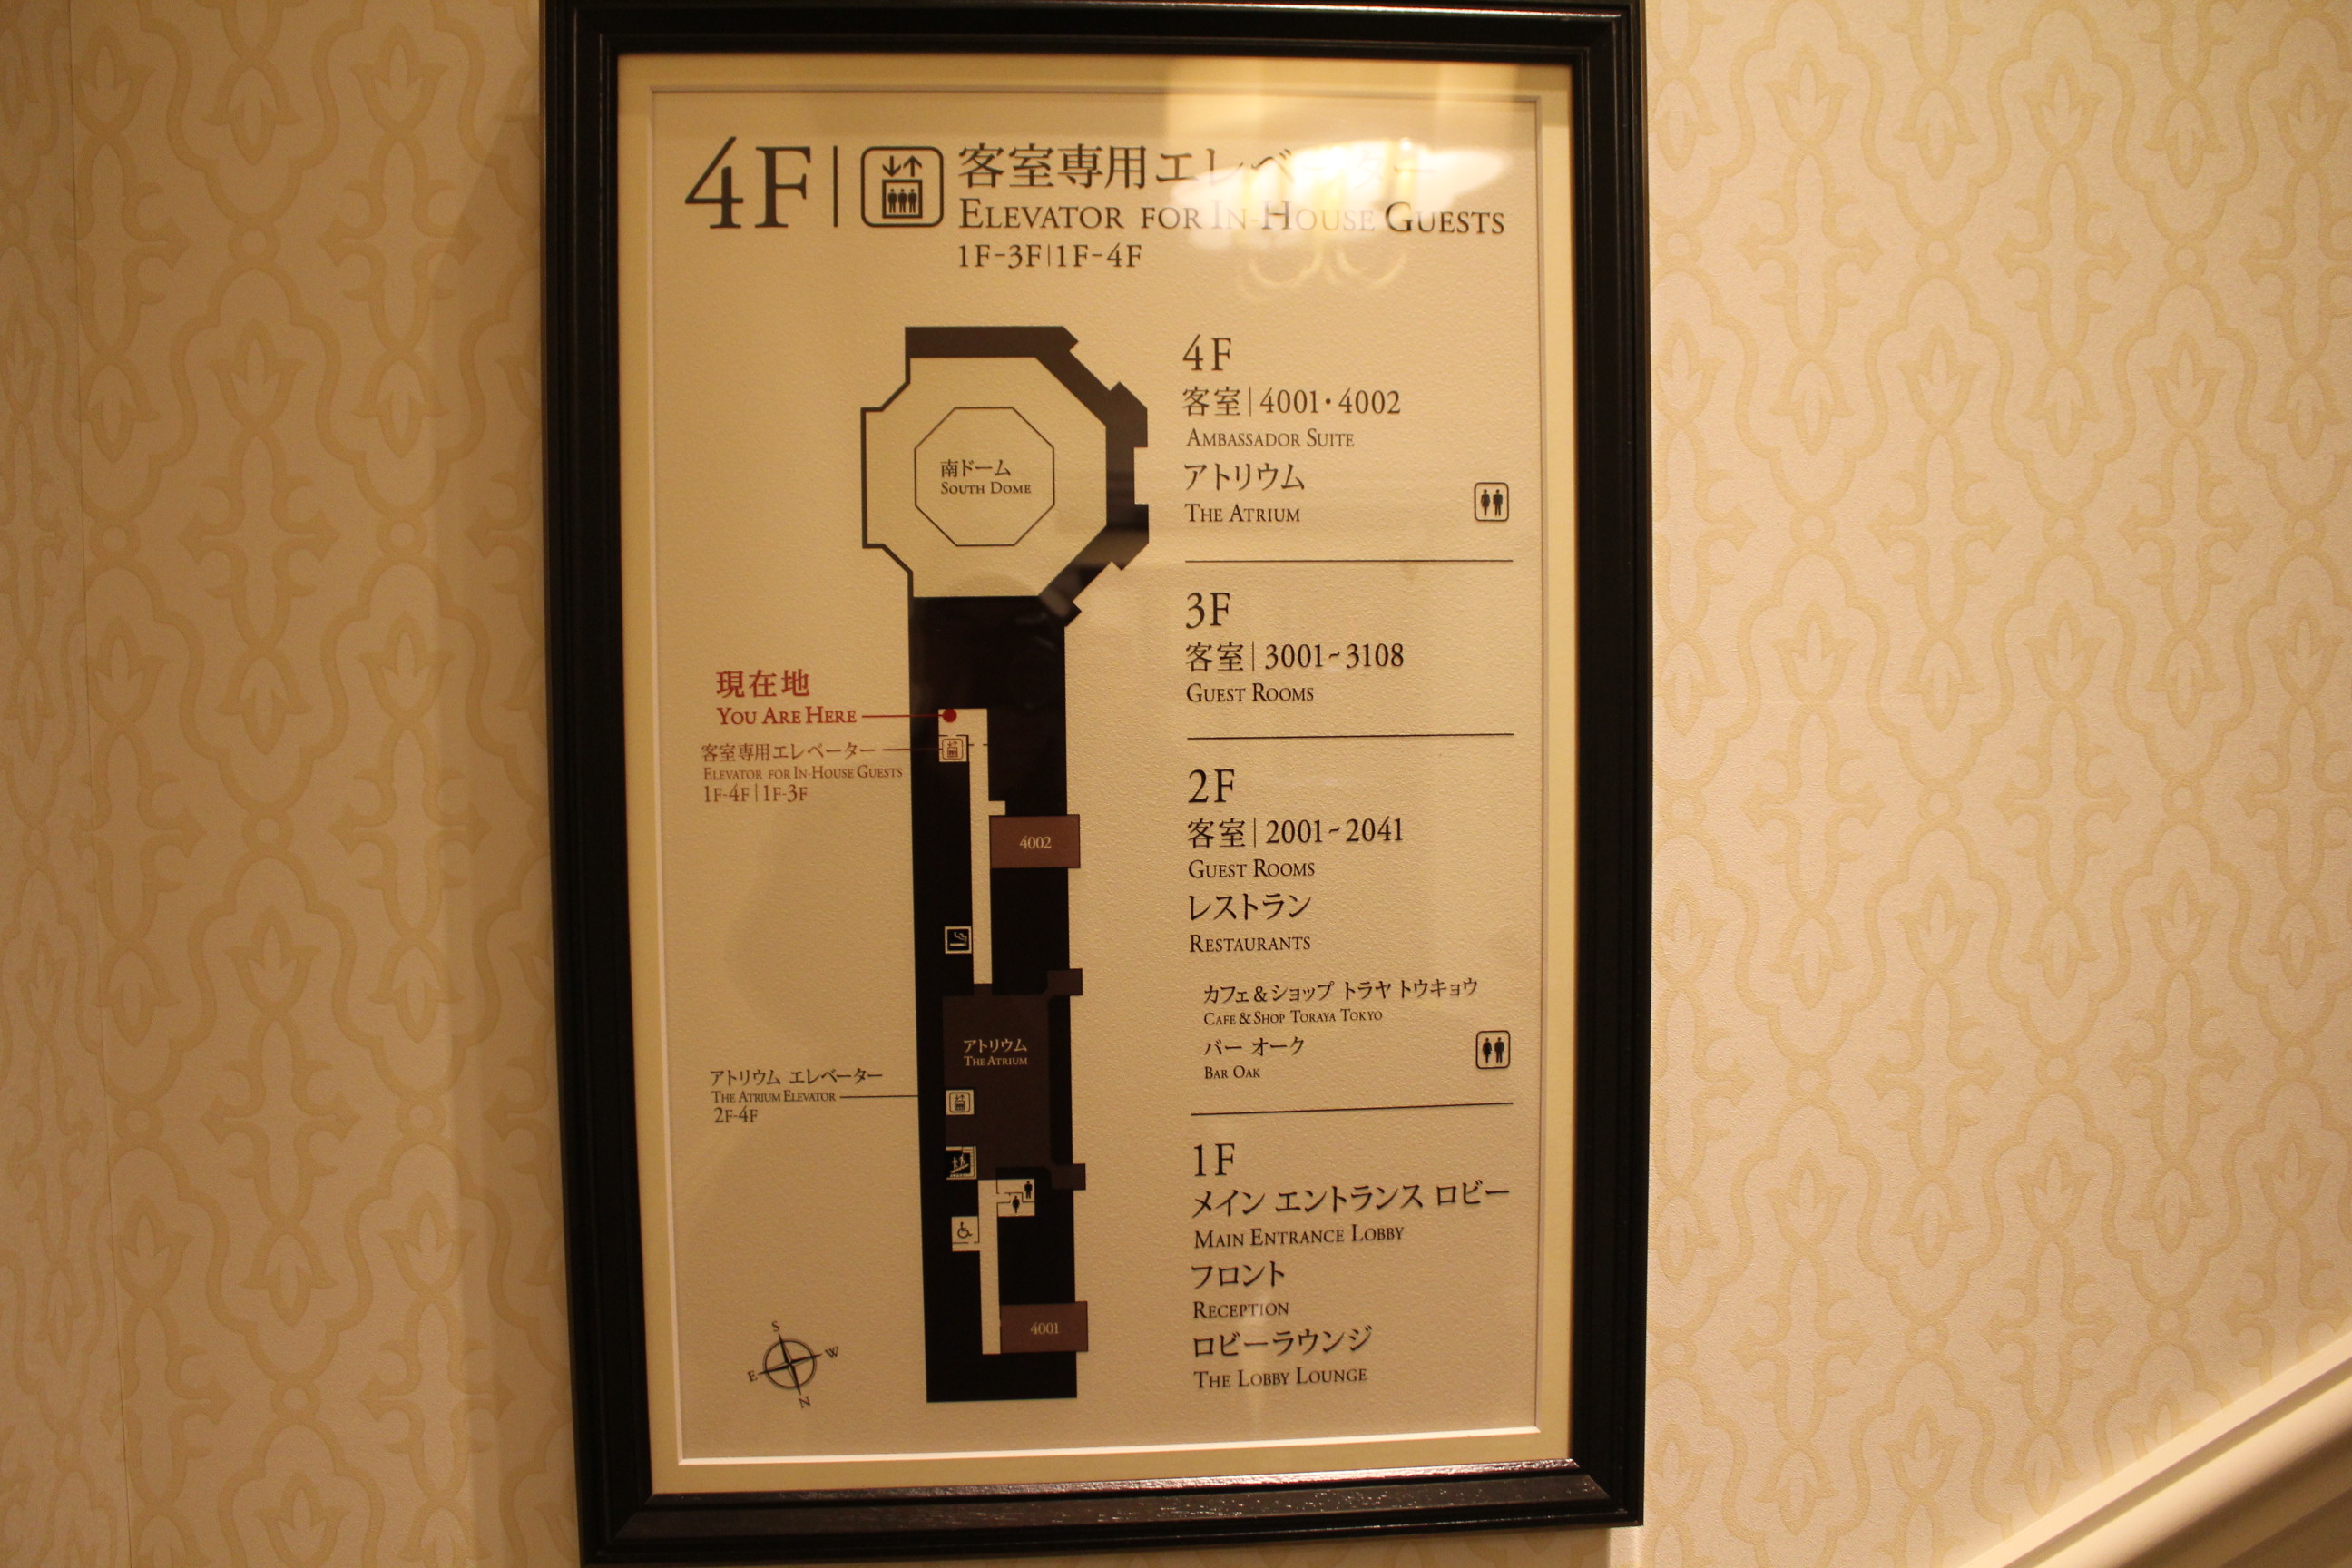 4F
客室専用エレベーター
ELEVATOR FOR IN-HOUSE GUESTS
1F-3F|1F-4F
南ドーム
SOUTH DOME
現在地
YOU ARE HERE
客室専用エレベーター
ELEVATOR FOR IN-HOUSE GUESTS
1F-4F|1F-3F
4002
アトリウム
THE ATRIUM
アトリウム エレベーター
THE ATRIUM ELEVATOR
2F-4F
4001
S
E
W
N
4F
客室|4001・4002
AMBASSADOR SUITE
アトリウム
THE ATRIUM
3F
客室|3001~3108
GUEST ROOMS
2F
客室|2001~2041
GUEST ROOMS
レストラン
RESTAURANTS
カフェ&ショップ トラヤ トウキョウ
CAFE & SHOP TORAYA TOKYO
バー オーク
BAR OAK
1F
メイン エントランス ロビー
MAIN ENTRANCE LOBBY
フロント
RECEPTION
ロビーラウンジ
THE LOBBY LOUNGE